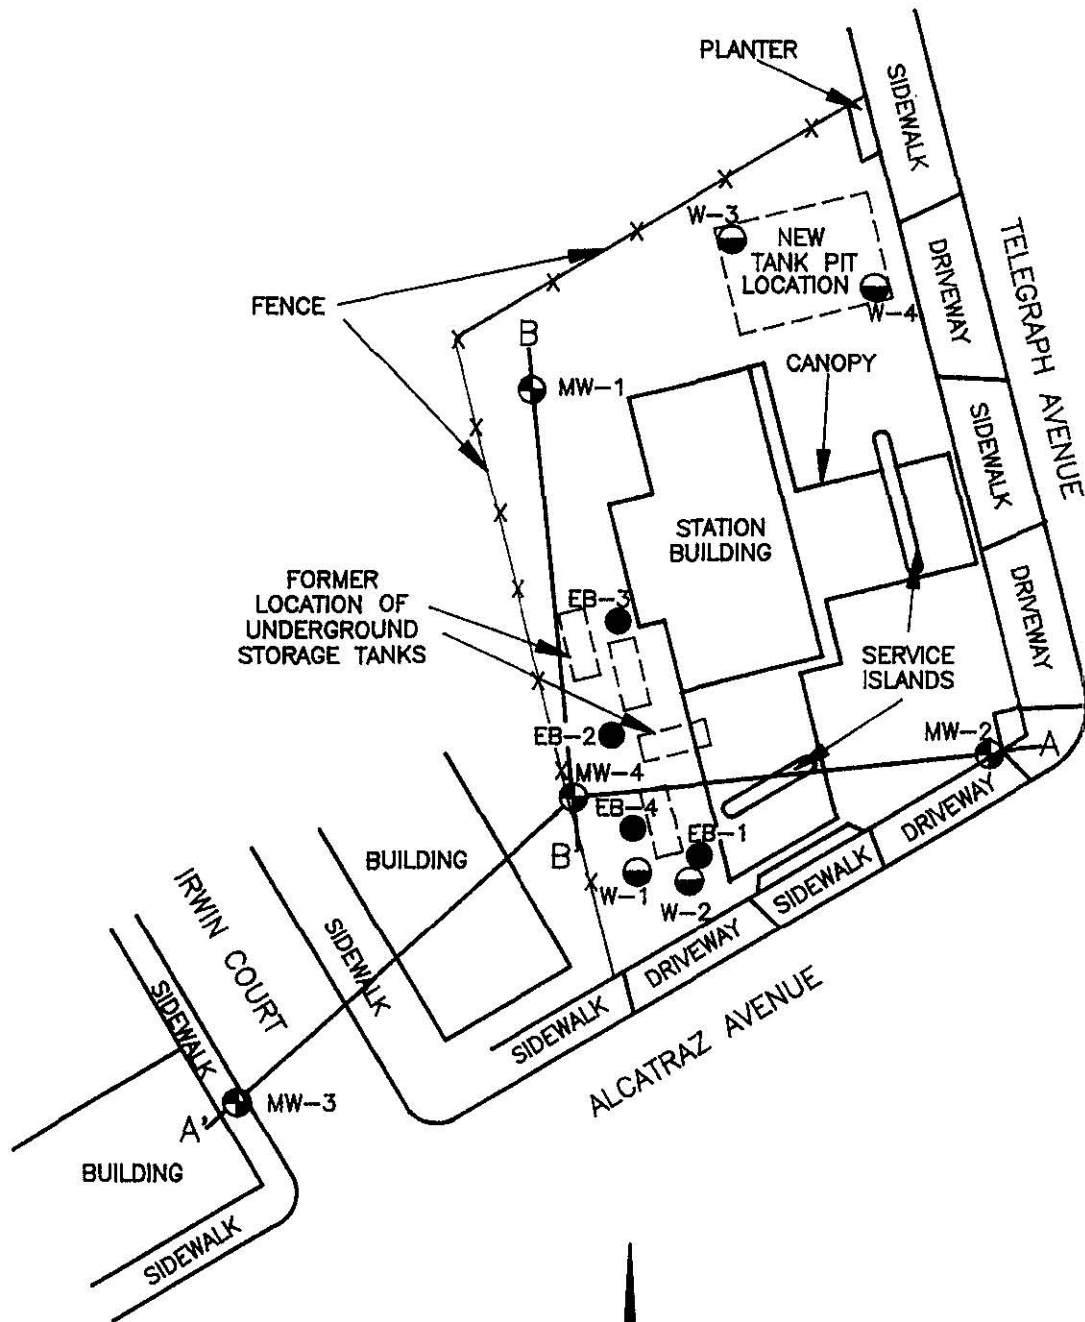 PLANTER
SIDEWALK
W-3
NEW
TANK PIT
LOCATION
DRIVEWAY
TELEGRAPH AVENUE
FENCE
W-4
B
MW-1
CANOPY
SIDEWALK
STATION
BUILDING
FORMER
LOCATION OF
UNDERGROUND
STORAGE TANKS
EB-3
DRIVEWAY
SERVICE
ISLANDS
EB-2
MW-2
A
MW-4
EB-4
EB-1
DRIVEWAY
B'
BUILDING
W-1
W-2
SIDEWALK
IRWIN COURT
SIDEWALK
DRIVEWAY
SIDEWALK
ALCATRAZ AVENUE
SIDEWALK
MW-3
A'
BUILDING
SIDEWALK